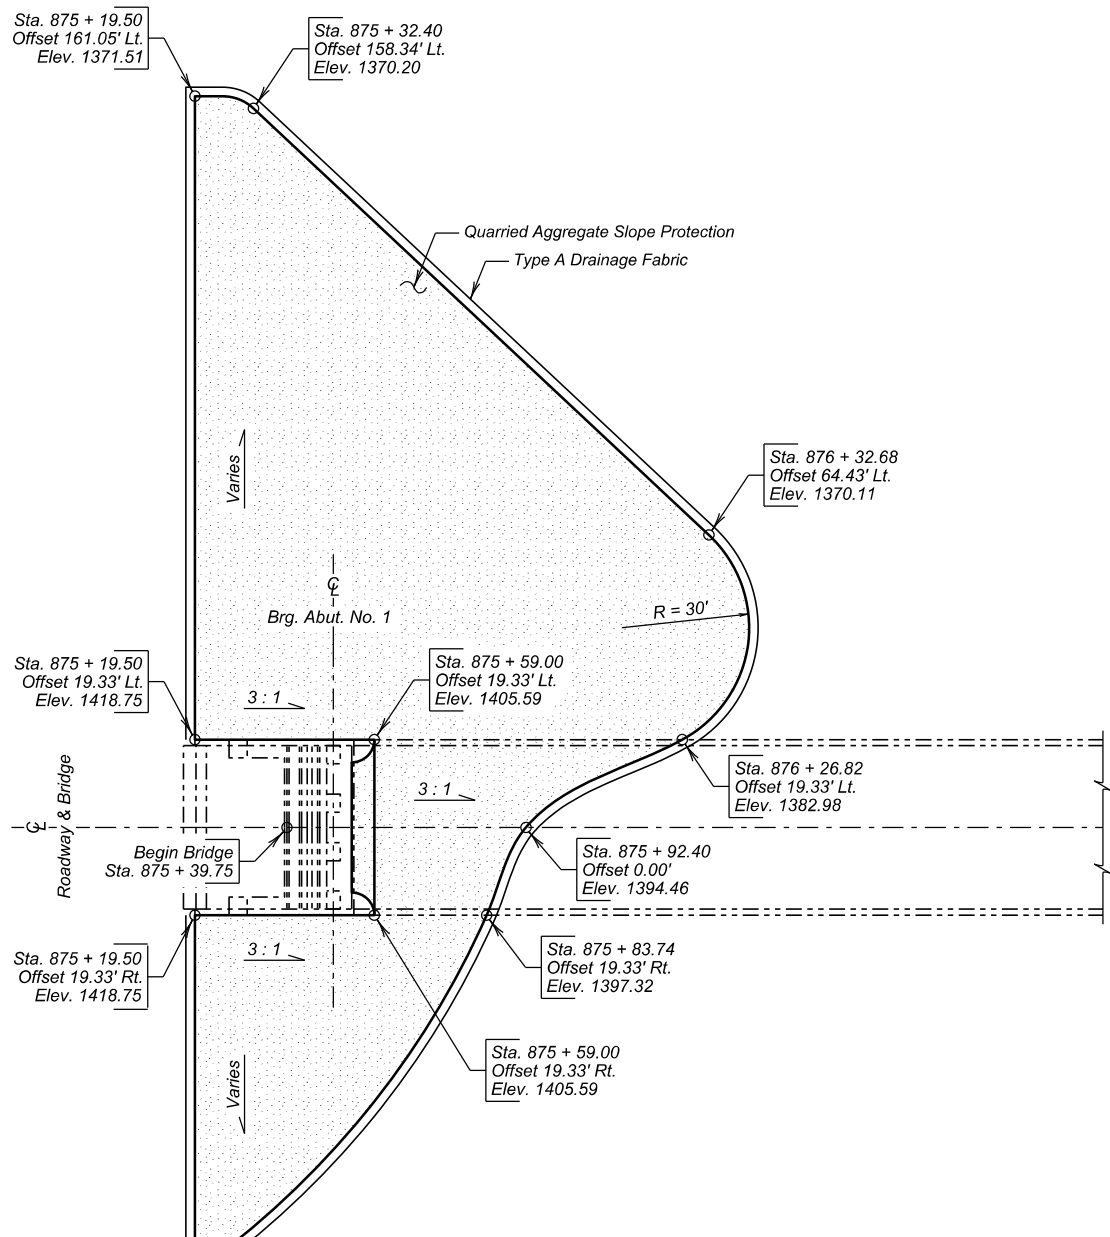 Sta. 875 + 19.50
Offset 161.05' Lt.
Elev. 1371.51
Sta. 875 + 32.40
Offset 158.34' Lt.
Elev. 1370.20
Quarried Aggregate Slope Protection
Type A Drainage Fabric
Varies
Sta. 876 + 32.68
Offset 64.43' Lt.
Elev. 1370.11
℄
Brg. Abut. No. 1
R = 30'
Sta. 875 + 19.50
Offset 19.33' Lt.
Elev. 1418.75
3 : 1
Sta. 875 + 59.00
Offset 19.33' Lt.
Elev. 1405.59
3 : 1
Sta. 876 + 26.82
Offset 19.33' Lt.
Elev. 1382.98
℄
Roadway & Bridge
Begin Bridge
Sta. 875 + 39.75
Sta. 875 + 92.40
Offset 0.00'
Elev. 1394.46
Sta. 875 + 19.50
Offset 19.33' Rt.
Elev. 1418.75
3 : 1
Sta. 875 + 83.74
Offset 19.33' Rt.
Elev. 1397.32
Varies
Sta. 875 + 59.00
Offset 19.33' Rt.
Elev. 1405.59